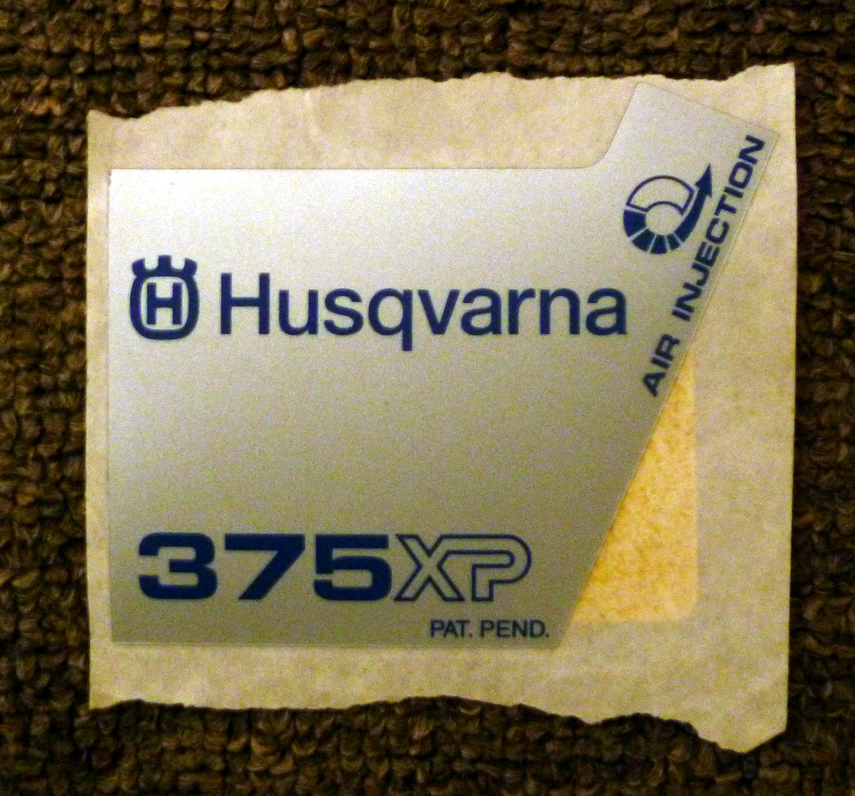 H Husqvarna
AIR INJECTION
375XP
PAT. PEND.